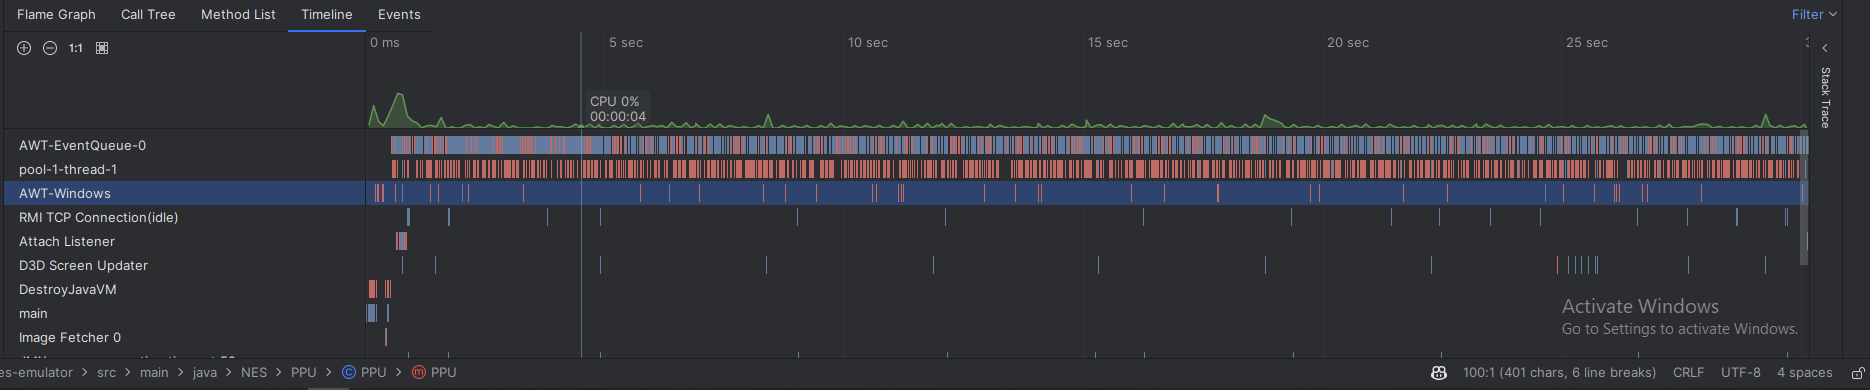 Flame Graph Call Tree Method List Timeline Events Filter
1:1 0 ms 5 sec 10 sec 15 sec 20 sec 25 sec
Stack Trace
CPU 0%
00:00:04
AWT-EventQueue-0
pool-1-thread-1
AWT-Windows
RMI TCP Connection(idle)
Attach Listener
D3D Screen Updater
DestroyJavaVM
main
Image Fetcher 0
Activate Windows
Go to Settings to activate Windows.
es-emulator > src > main > java > NES > PPU > PPU > PPU 100:1 (401 chars, 6 line breaks) CRLF UTF-8 4 spaces